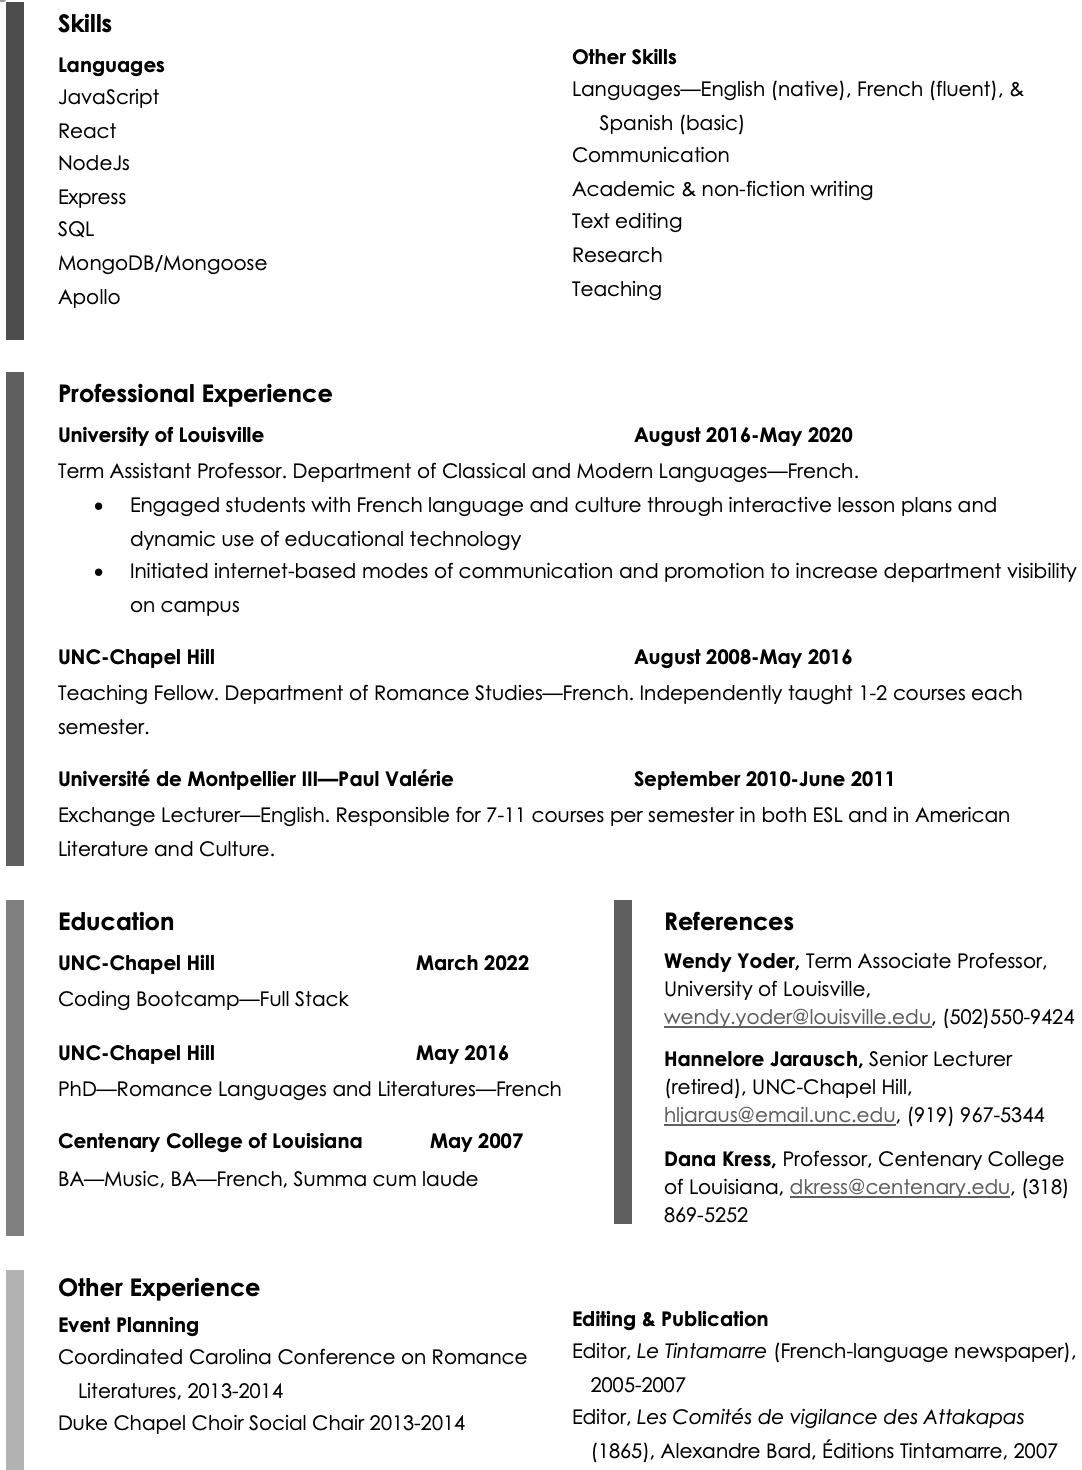 Skills
Languages
JavaScript
React
NodeJs
Express
SQL
MongoDB/Mongoose
Apollo
Other Skills
Languages—English (native), French (fluent), &
Spanish (basic)
Communication
Academic & non-fiction writing
Text editing
Research
Teaching
Professional Experience
University of Louisville August 2016-May 2020
Term Assistant Professor. Department of Classical and Modern Languages—French.
• Engaged students with French language and culture through interactive lesson plans and
dynamic use of educational technology
• Initiated internet-based modes of communication and promotion to increase department visibility
on campus
UNC-Chapel Hill August 2008-May 2016
Teaching Fellow. Department of Romance Studies—French. Independently taught 1-2 courses each
semester.
Université de Montpellier III—Paul Valérie September 2010-June 2011
Exchange Lecturer—English. Responsible for 7-11 courses per semester in both ESL and in American
Literature and Culture.
Education
UNC-Chapel Hill March 2022
Coding Bootcamp—Full Stack
UNC-Chapel Hill May 2016
PhD—Romance Languages and Literatures—French
Centenary College of Louisiana May 2007
BA—Music, BA—French, Summa cum laude
References
Wendy Yoder, Term Associate Professor,
University of Louisville,
wendy.yoder@louisville.edu, (502)550-9424
Hannelore Jarausch, Senior Lecturer
(retired), UNC-Chapel Hill,
hljaraus@email.unc.edu, (919) 967-5344
Dana Kress, Professor, Centenary College
of Louisiana, dkress@centenary.edu, (318)
869-5252
Other Experience
Event Planning
Coordinated Carolina Conference on Romance
Literatures, 2013-2014
Duke Chapel Choir Social Chair 2013-2014
Editing & Publication
Editor, Le Tintamarre (French-language newspaper),
2005-2007
Editor, Les Comités de vigilance des Attakapas
(1865), Alexandre Bard, Éditions Tintamarre, 2007